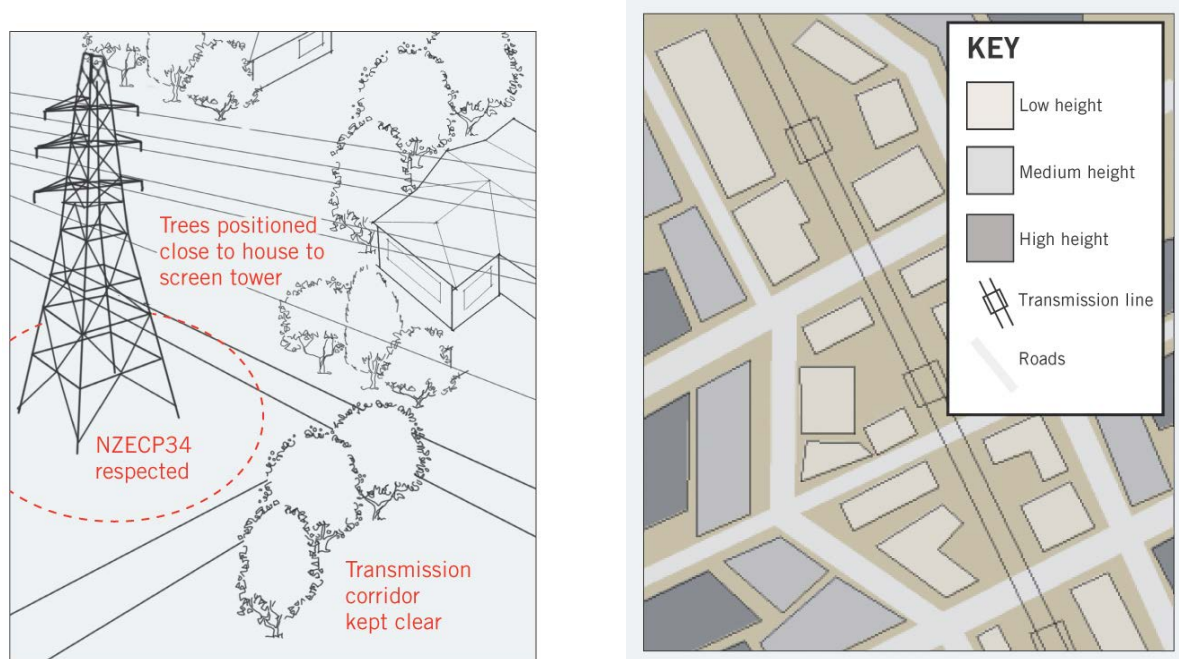 Trees positioned
close to house to
screen tower
NZECP34
respected
Transmission
corridor
kept clear
KEY
Low height
Medium height
High height
Transmission line
Roads